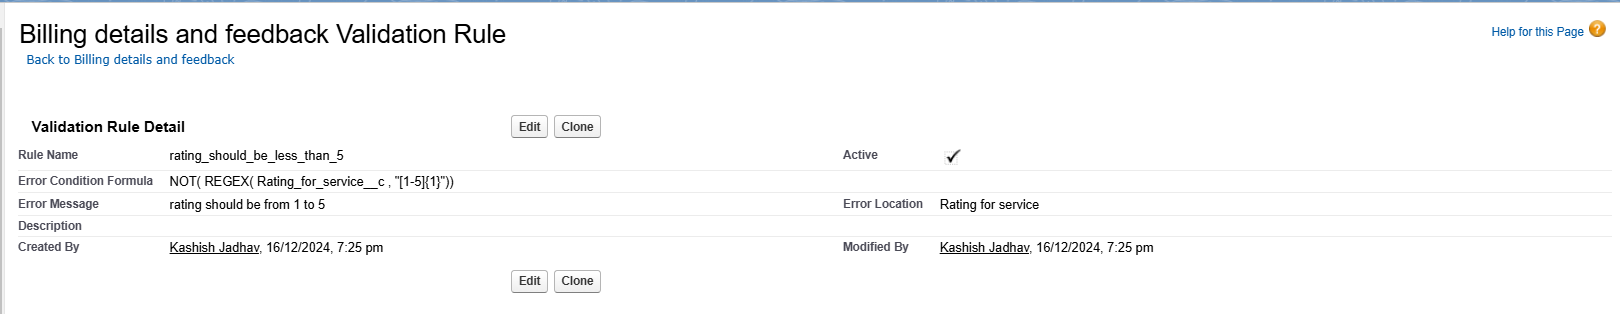 Billing details and feedback Validation Rule
Help for this Page ?
Back to Billing details and feedback
Validation Rule Detail
Edit Clone
Rule Name rating_should_be_less_than_5 Active
Error Condition Formula NOT( REGEX( Rating_for_service__c , "[1-5]{1}"))
Error Message rating should be from 1 to 5 Error Location Rating for service
Description
Created By Kashish Jadhav, 16/12/2024, 7:25 pm Modified By Kashish Jadhav, 16/12/2024, 7:25 pm
Edit Clone